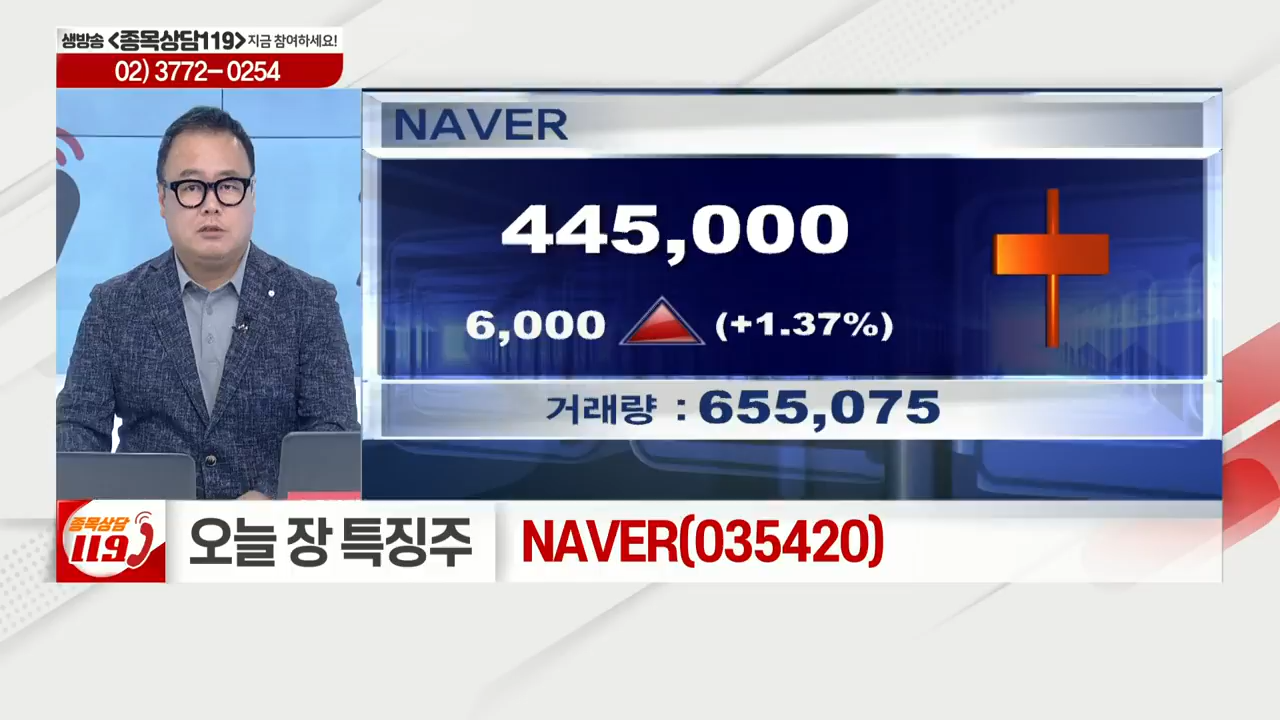 생방송 <종목상담119> 지금 참여하세요!
02) 3772-0254
NAVER
445,000
6,000 ▲ (+1.37%)
거래량 : 655,075
종목상담
119
오늘 장 특징주
NAVER(035420)